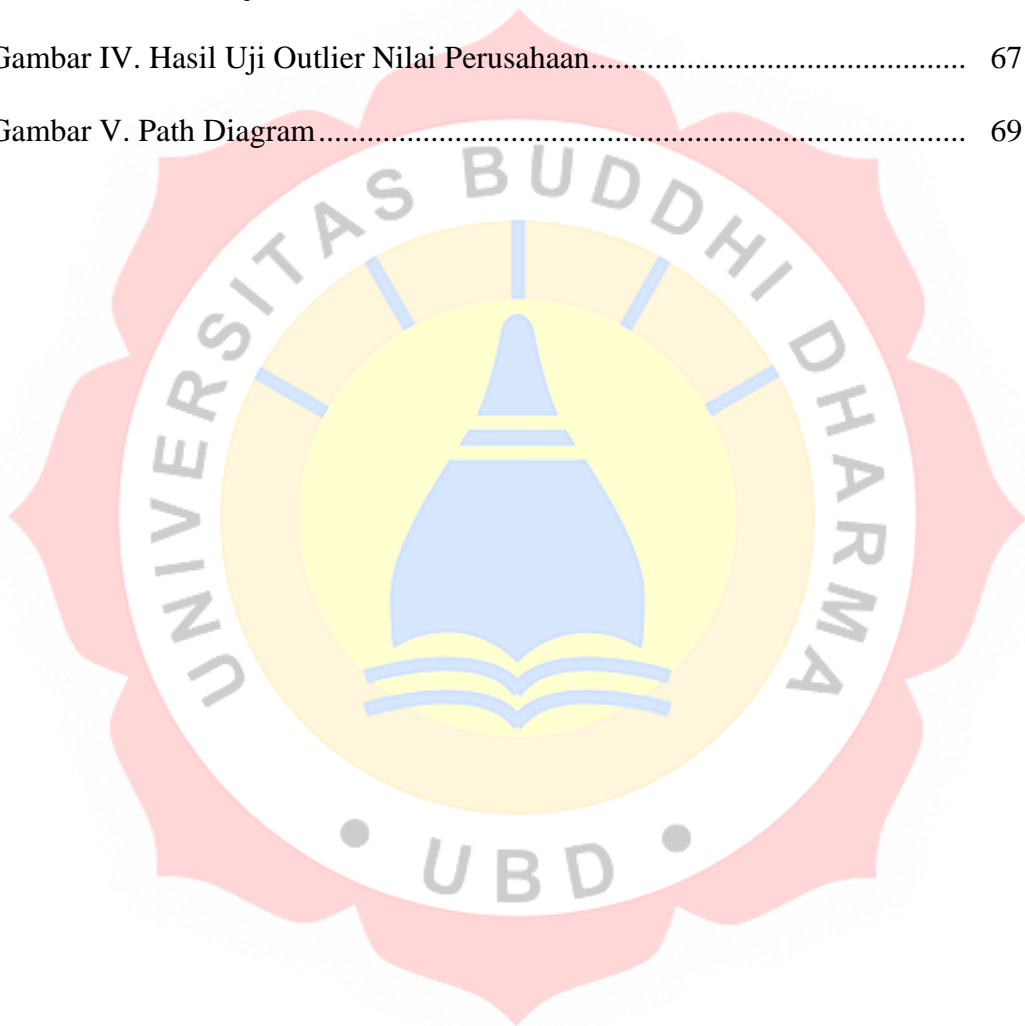 Gambar IV. Hasil Uji Outlier Nilai Perusahaan............................................ 67
Gambar V. Path Diagram........................................................................... 69
UNIVERSITAS BUDDHI DHARMA
• UBD •